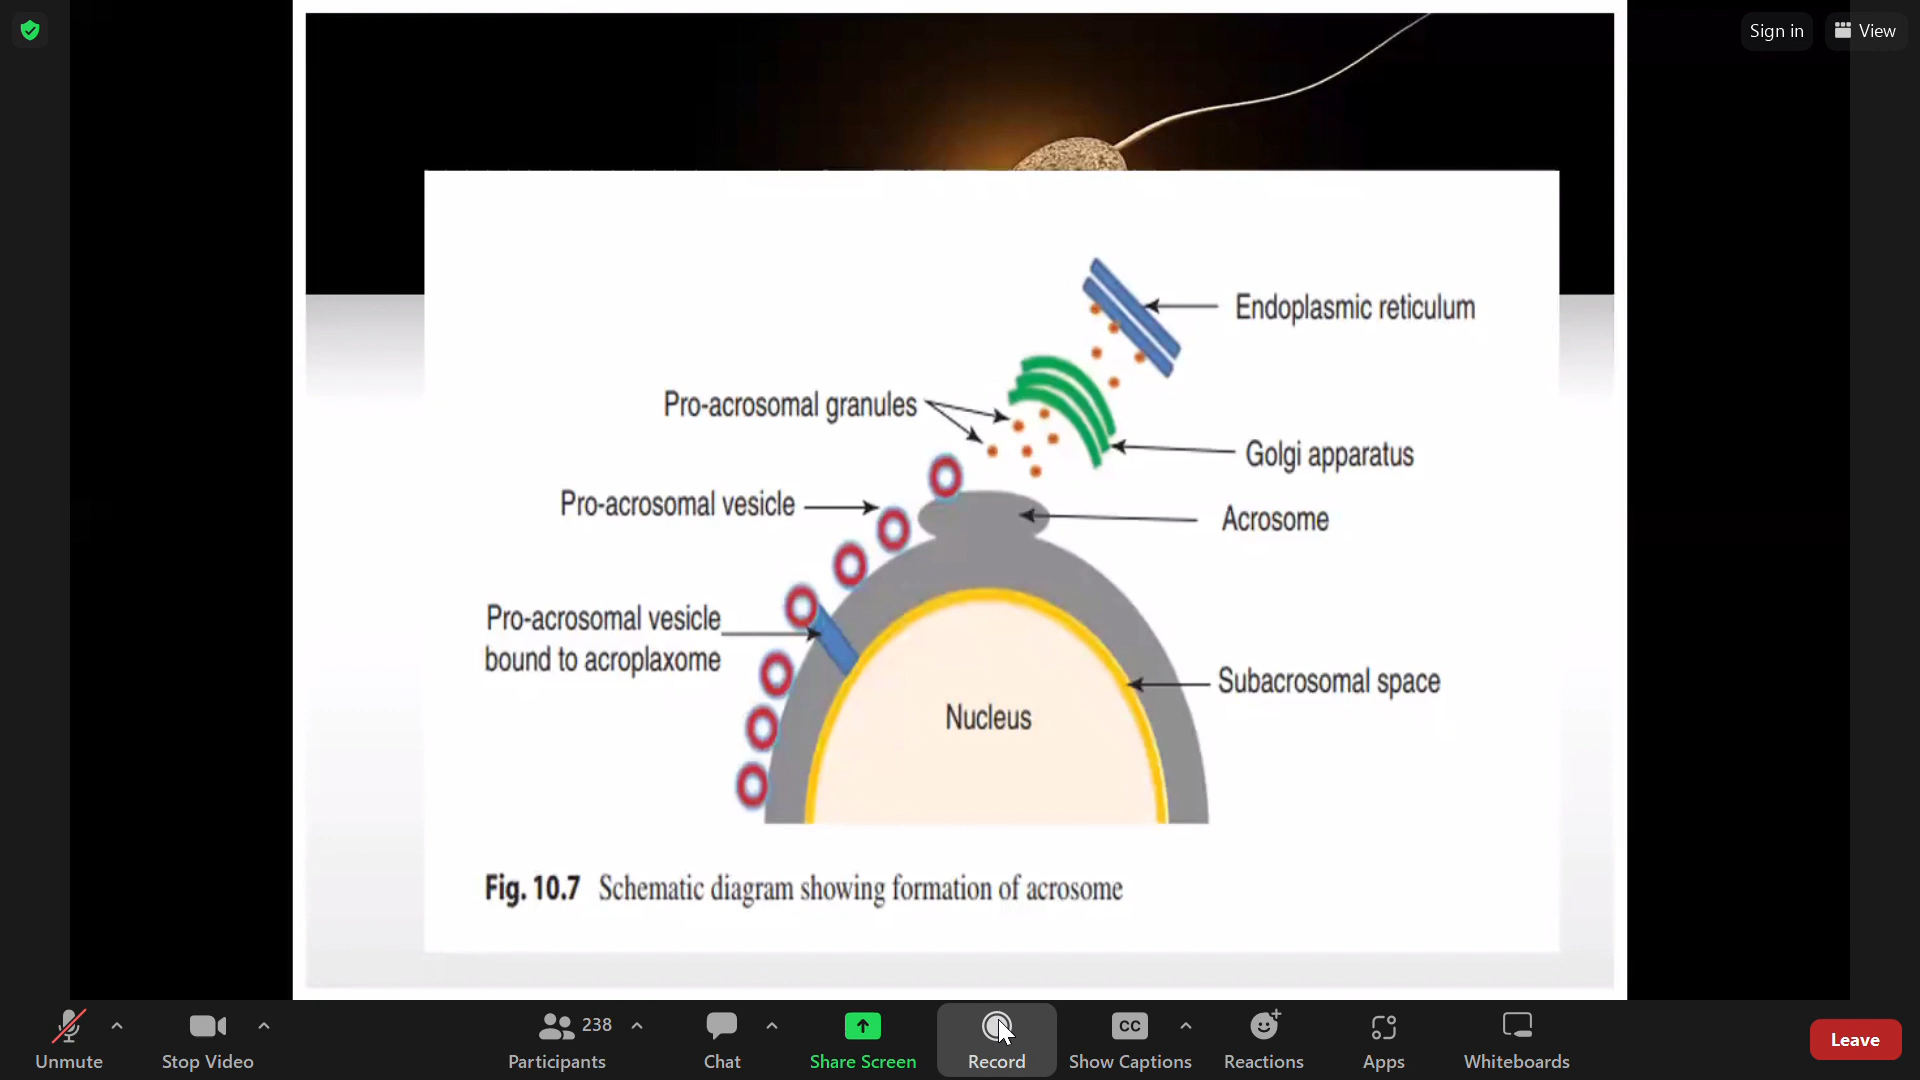 Sign in
View
Endoplasmic reticulum
Pro-acrosomal granules
Golgi apparatus
Pro-acrosomal vesicle
Acrosome
Pro-acrosomal vesicle
bound to acroplaxome
Subacrosomal space
Nucleus
Fig. 10.7 Schematic diagram showing formation of acrosome
238
CC
Unmute
Stop Video
Participants
Chat
Share Screen
Record
Show Captions
Reactions
Apps
Whiteboards
Leave